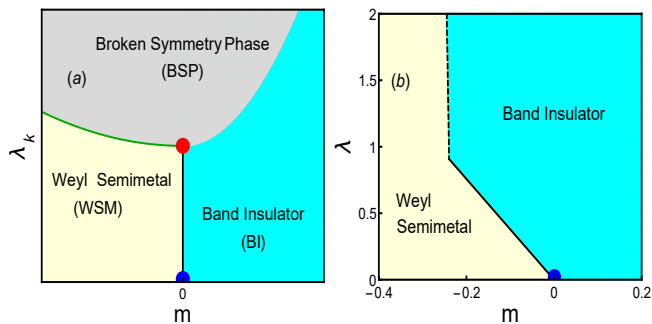 Broken Symmetry Phase
(BSP)
(a)
Weyl Semimetal
(WSM)
Band Insulator
(BI)
λk
0
m
2
1.5
1
0.5
0
(b)
Band Insulator
Weyl
Semimetal
λ
−0.4 −0.2 0 0.2
m